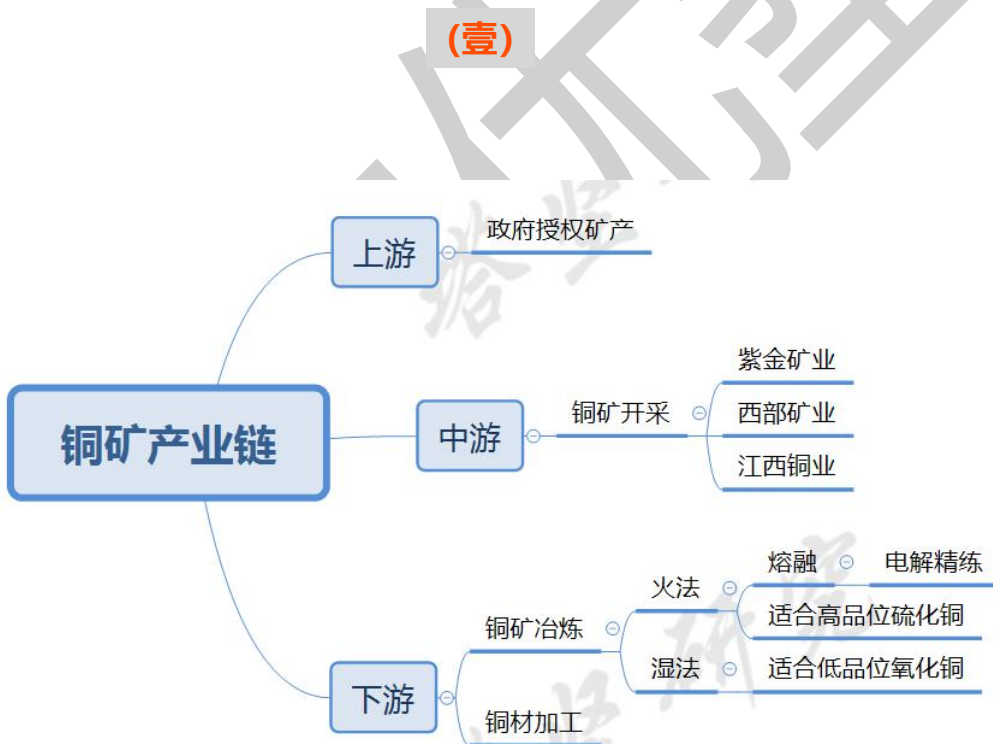 (壹)
上游
政府授权矿产
铜矿产业链
中游
铜矿开采
紫金矿业
西部矿业
江西铜业
下游
铜矿冶炼
火法
熔融
电解精练
适合高品位硫化铜
湿法
适合低品位氧化铜
铜材加工